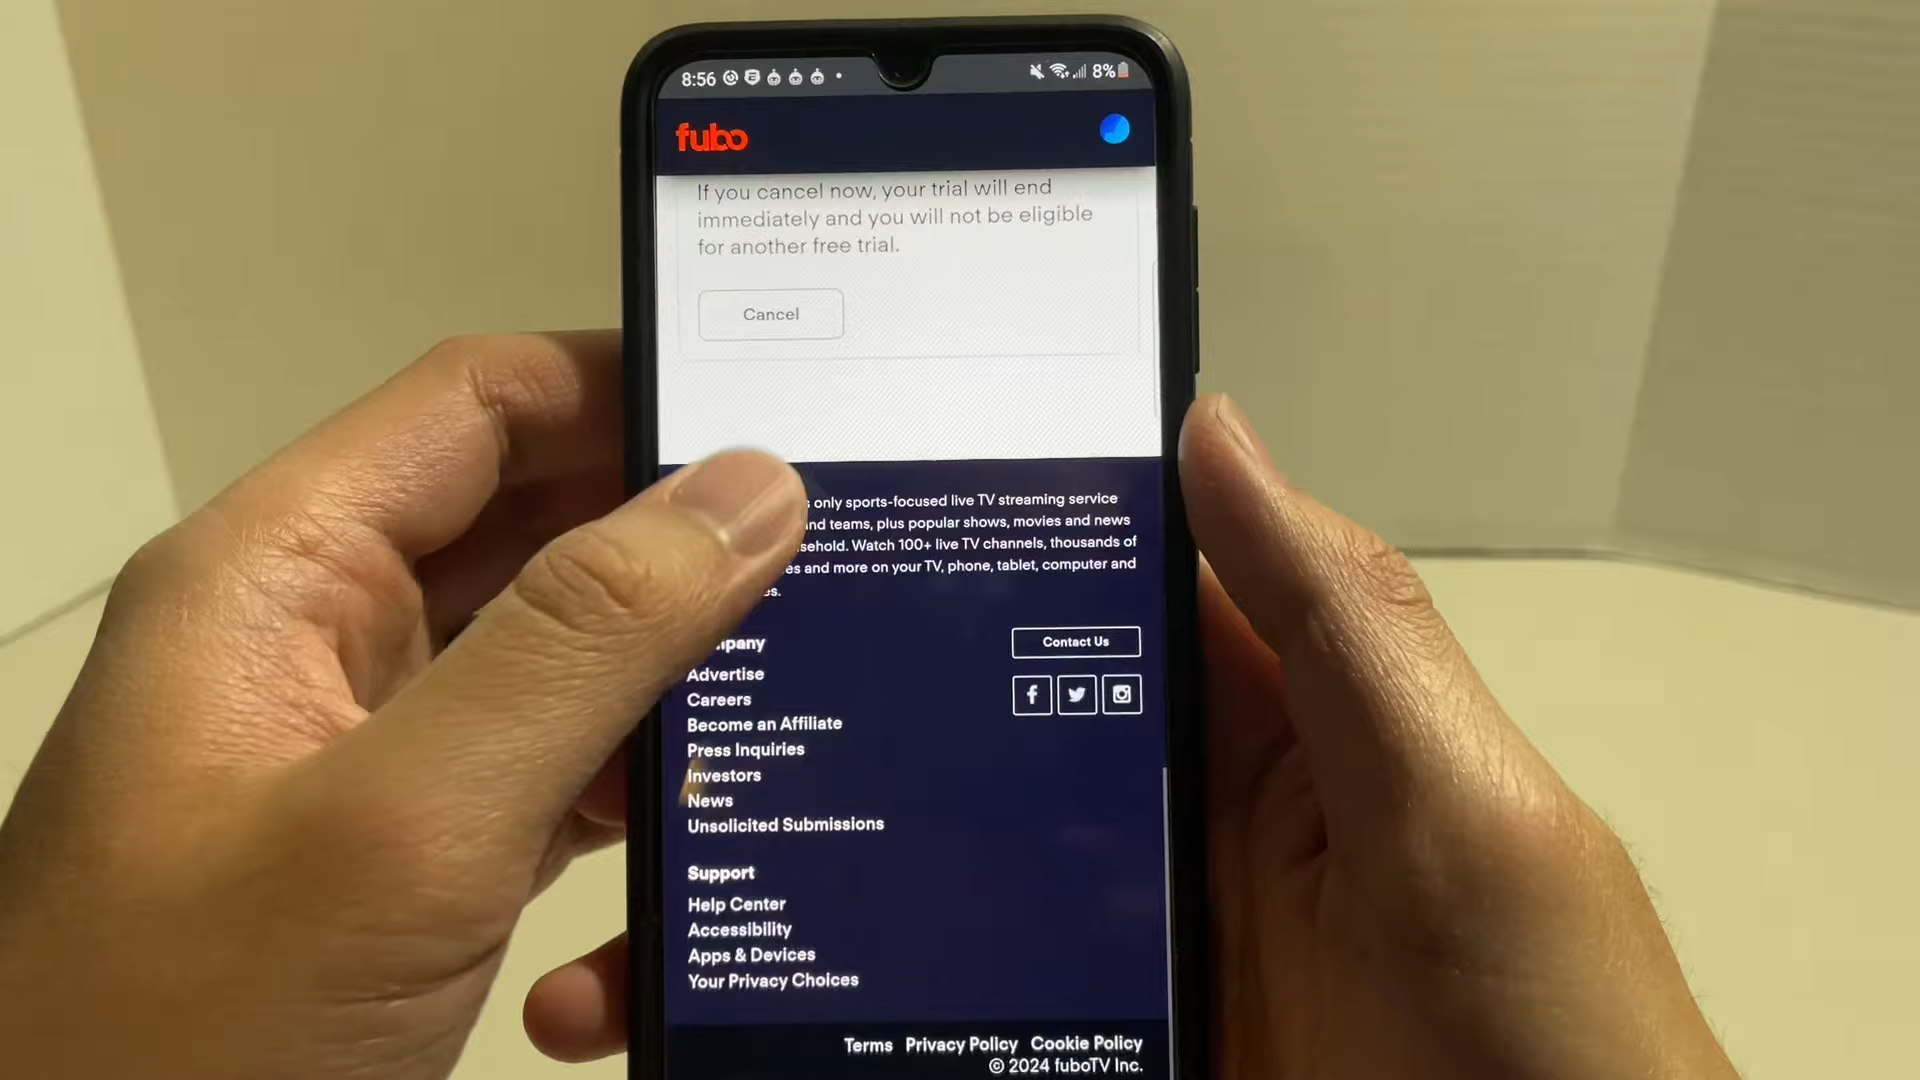 8:56
8%
fubo
If you cancel now, your trial will end
immediately and you will not be eligible
for another free trial.
Cancel
only sports-focused live TV streaming service
teams, plus popular shows, movies and news
Watch 100+ live TV channels, thousands of
and more on your TV, phone, tablet, computer and
Contact Us
Advertise
Careers
Become an Affiliate
Press Inquiries
Investors
News
Unsolicited Submissions
Support
Help Center
Accessibility
Apps & Devices
Your Privacy Choices
Terms Privacy Policy Cookie Policy
© 2024 fuboTV Inc.